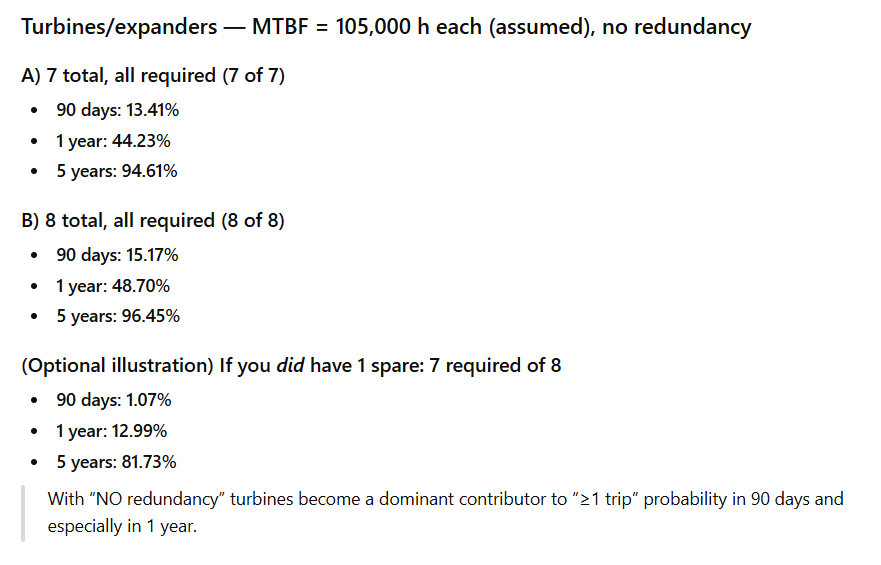 Turbines/expanders — MTBF = 105,000 h each (assumed), no redundancy
A) 7 total, all required (7 of 7)
• 90 days: 13.41%
• 1 year: 44.23%
• 5 years: 94.61%
B) 8 total, all required (8 of 8)
• 90 days: 15.17%
• 1 year: 48.70%
• 5 years: 96.45%
(Optional illustration) If you did have 1 spare: 7 required of 8
• 90 days: 1.07%
• 1 year: 12.99%
• 5 years: 81.73%
With “NO redundancy” turbines become a dominant contributor to “≥1 trip” probability in 90 days and
especially in 1 year.